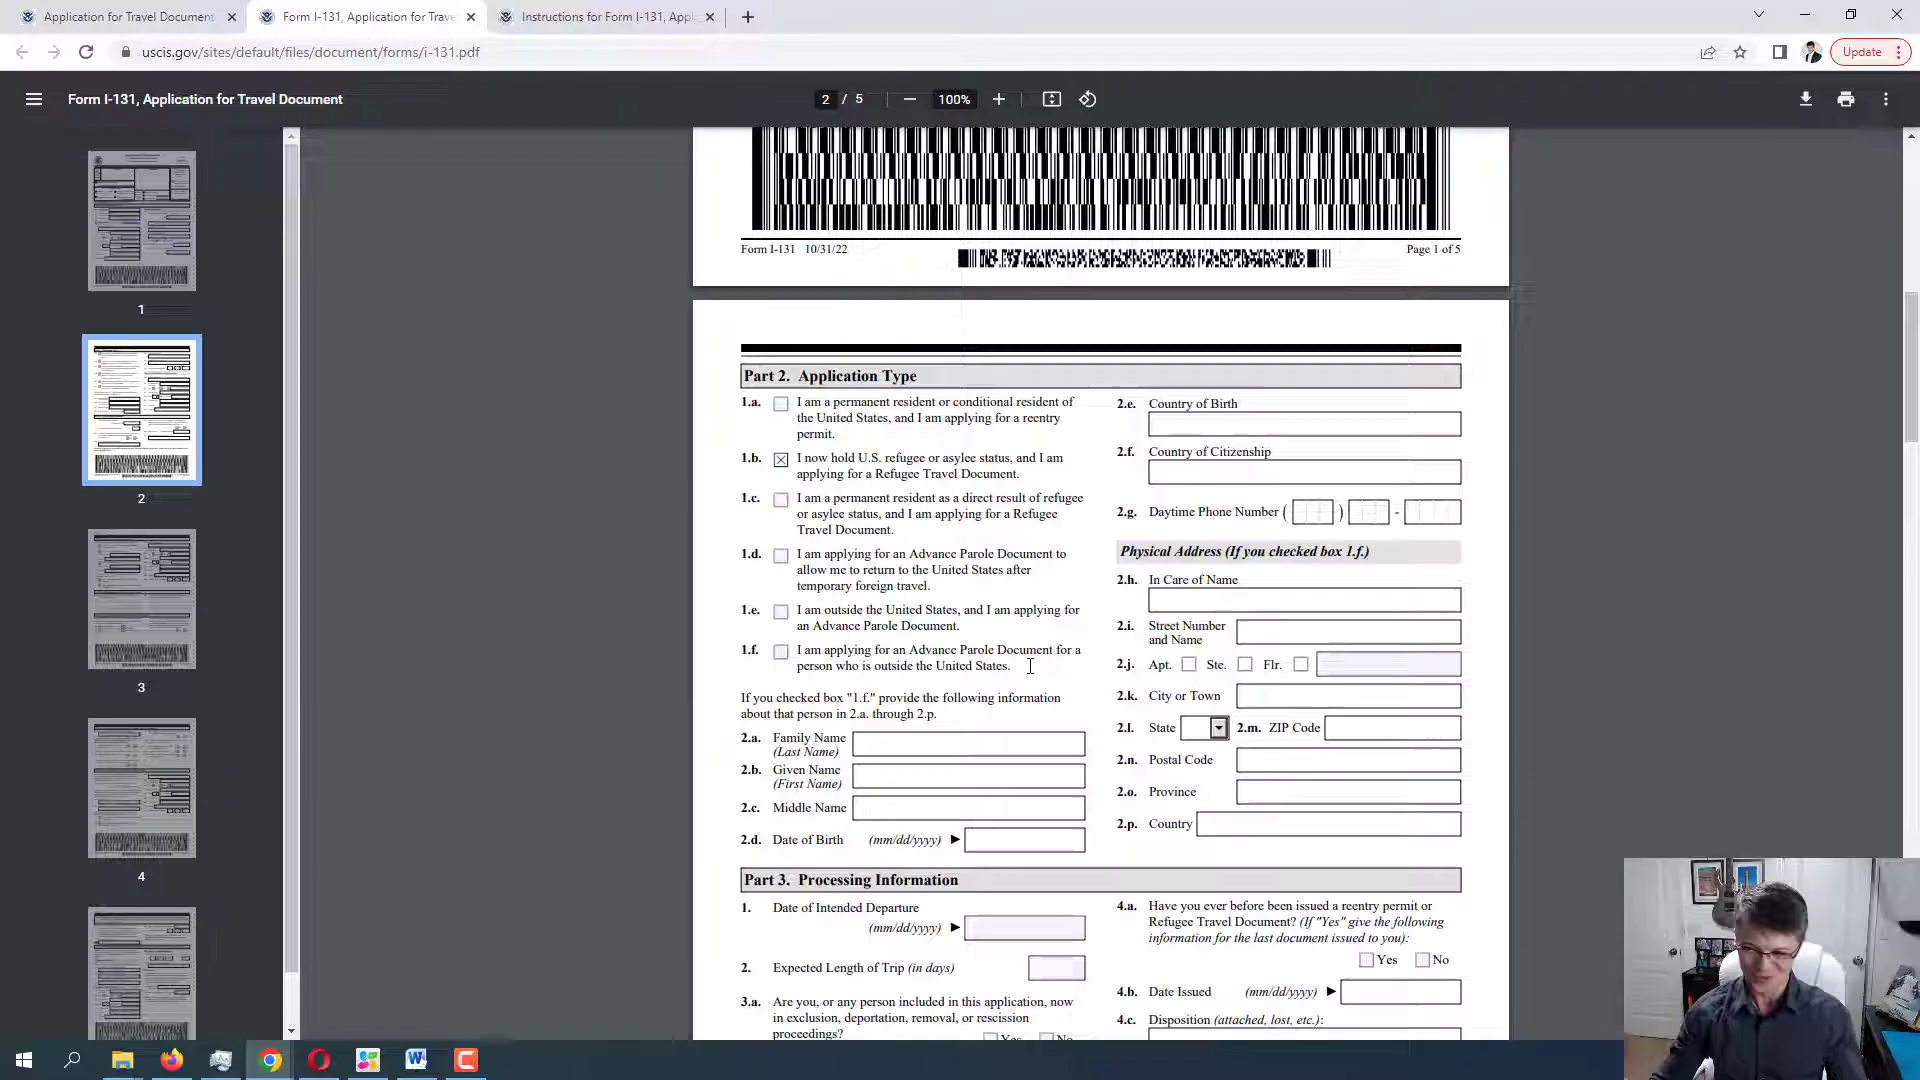 Application for Travel Document
Form I-131, Application for Trave
Instructions for Form I-131, Appl
uscis.gov/sites/default/files/document/forms/i-131.pdf
Update
Form I-131, Application for Travel Document
2 / 5
100%
1
2
3
4
Form I-131 10/31/22
Page 1 of 5
Part 2. Application Type
1.a. I am a permanent resident or conditional resident of
the United States, and I am applying for a reentry
permit.
1.b. I now hold U.S. refugee or asylee status, and I am
applying for a Refugee Travel Document.
1.c. I am a permanent resident as a direct result of refugee
or asylee status, and I am applying for a Refugee
Travel Document.
1.d. I am applying for an Advance Parole Document to
allow me to return to the United States after
temporary foreign travel.
1.e. I am outside the United States, and I am applying for
an Advance Parole Document.
1.f. I am applying for an Advance Parole Document for a
person who is outside the United States.
If you checked box "1.f." provide the following information
about that person in 2.a. through 2.p.
2.a. Family Name
(Last Name)
2.b. Given Name
(First Name)
2.c. Middle Name
2.d. Date of Birth (mm/dd/yyyy) ►
2.e. Country of Birth
2.f. Country of Citizenship
2.g. Daytime Phone Number ( ) -
Physical Address (If you checked box 1.f.)
2.h. In Care of Name
2.i. Street Number
and Name
2.j. Apt. Ste. Flr.
2.k. City or Town
2.l. State 2.m. ZIP Code
2.n. Postal Code
2.o. Province
2.p. Country
Part 3. Processing Information
1. Date of Intended Departure
(mm/dd/yyyy) ►
2. Expected Length of Trip (in days)
3.a. Are you, or any person included in this application, now
in exclusion, deportation, removal, or rescission
proceedings?
Yes No
4.a. Have you ever before been issued a reentry permit or
Refugee Travel Document? (If "Yes" give the following
information for the last document issued to you):
Yes No
4.b. Date Issued (mm/dd/yyyy) ►
4.c. Disposition (attached, lost, etc.):